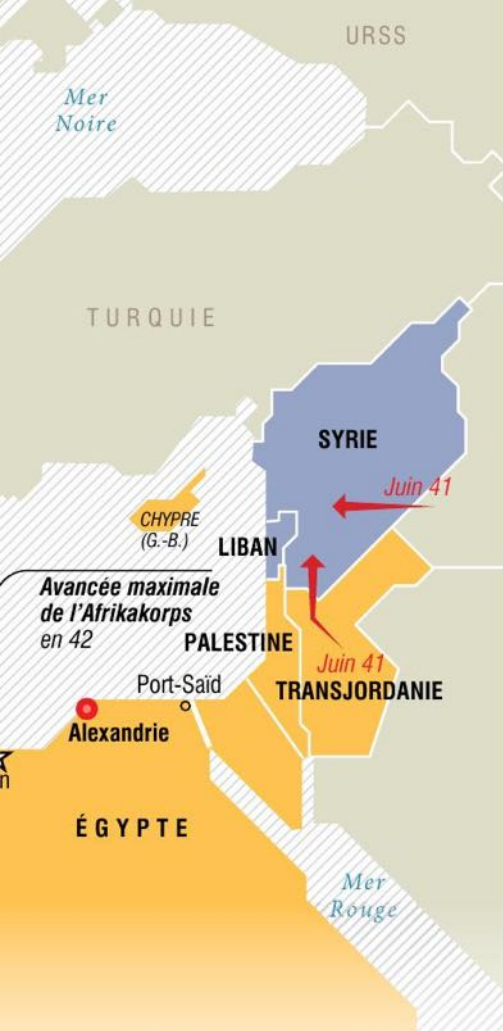 URSS
Mer
Noire
TURQUIE
SYRIE
Juin 41
CHYPRE
(G.-B.)
LIBAN
Avancée maximale
de l'Afrikakorps
en 42
PALESTINE
Juin 41
Port-Saïd
TRANSJORDANIE
Alexandrie
n
ÉGYPTE
Mer
Rouge